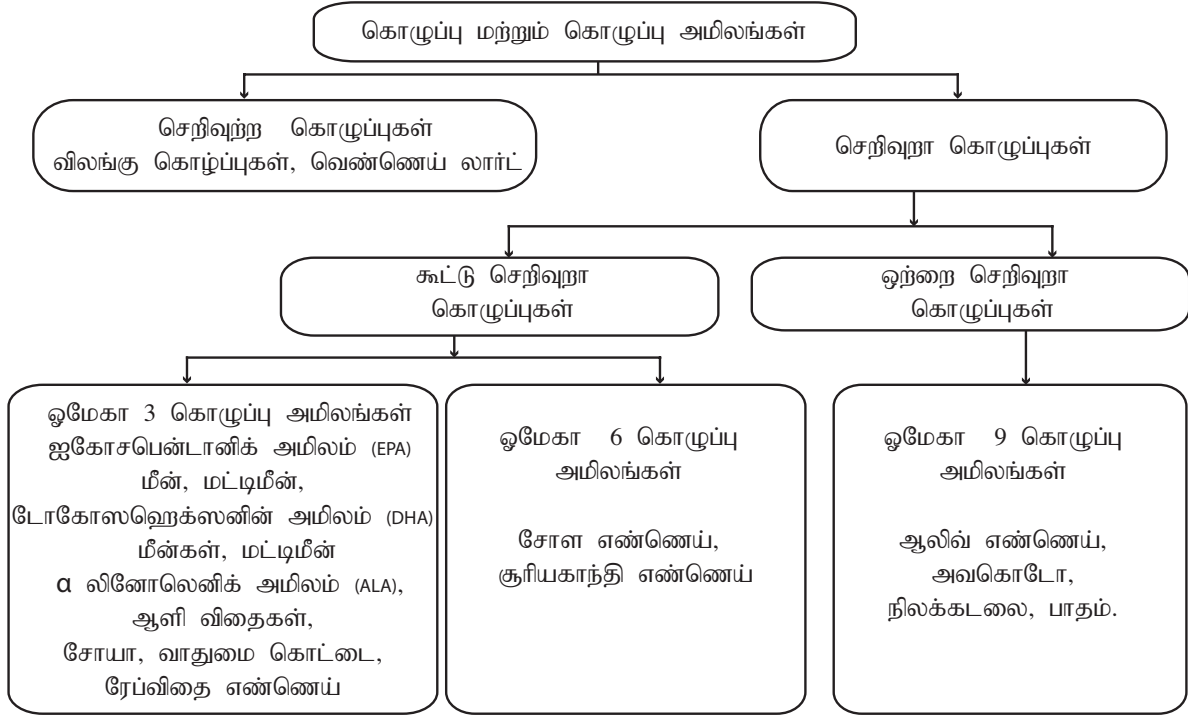 கொழுப்பு மற்றும் கொழுப்பு அமிலங்கள்
செறிவுற்ற கொழுப்புகள்
விலங்கு கொழ்ப்புகள், வெண்ணெய் லார்ட்
செறிவுறா கொழுப்புகள்
கூட்டு செறிவுறா
கொழுப்புகள்
ஒற்றை செறிவுறா
கொழுப்புகள்
ஓமேகா 3 கொழுப்பு அமிலங்கள்
ஐகோசபென்டானிக் அமிலம் (EPA)
மீன், மட்டிமீன்,
டோகோஸஹெக்ஸனின் அமிலம் (DHA)
மீன்கள், மட்டிமீன்
α லினோலெனிக் அமிலம் (ALA),
ஆளி விதைகள்,
சோயா, வாதுமை கொட்டை,
ரேப்விதை எண்ணெய்
ஓமேகா 6 கொழுப்பு
அமிலங்கள்
சோள எண்ணெய்,
சூரியகாந்தி எண்ணெய்
ஓமேகா 9 கொழுப்பு
அமிலங்கள்
ஆலிவ் எண்ணெய்,
அவகொடோ,
நிலக்கடலை, பாதம்.